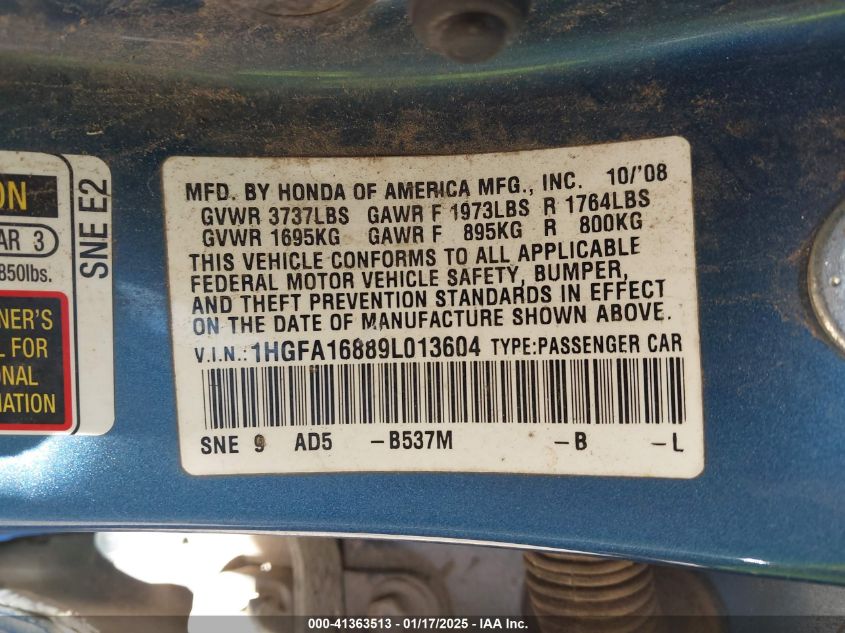 ON
AR 3
850lbs.
NER'S
L FOR
ONAL
MATION
SNE E2
MFD. BY HONDA OF AMERICA MFG., INC. 10/'08
GVWR 3737LBS GAWR F 1973LBS R 1764LBS
GVWR 1695KG GAWR F 895KG R 800KG
THIS VEHICLE CONFORMS TO ALL APPLICABLE
FEDERAL MOTOR VEHICLE SAFETY, BUMPER,
AND THEFT PREVENTION STANDARDS IN EFFECT
ON THE DATE OF MANUFACTURE SHOWN ABOVE.
V.I.N.: 1HGFA16889L013604 TYPE:PASSENGER CAR
SNE 9 AD5 -B537M -B -L
000-41363513 - 01/17/2025 - IAA Inc.